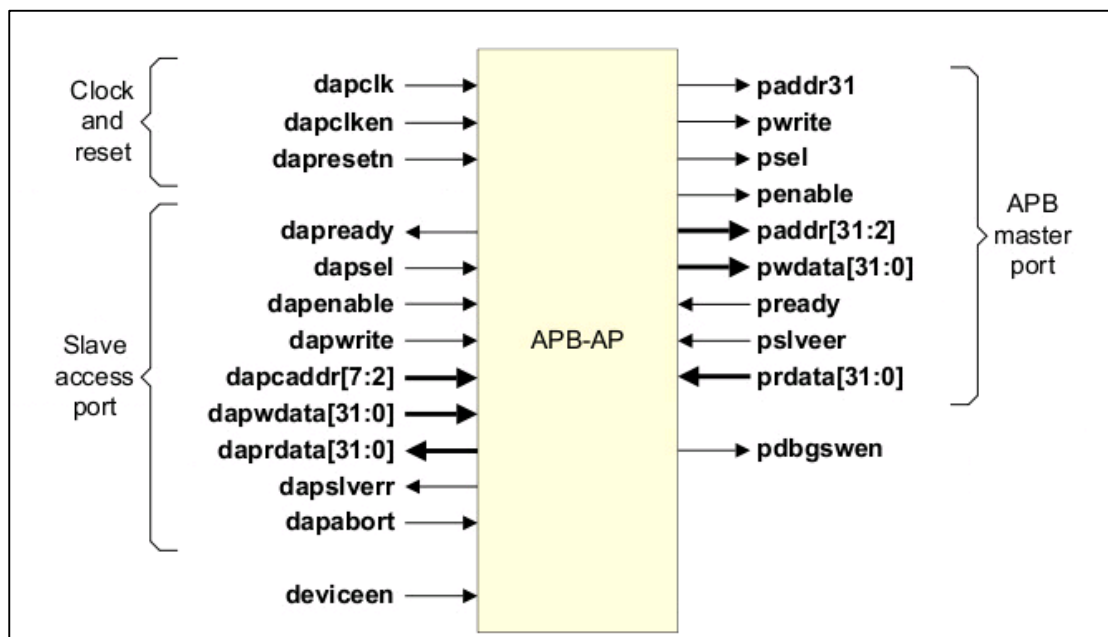 Clock
and
reset
dapclk
dapclken
dapresetn
Slave
access
port
dapready
dapsel
dapenable
dapwrite
dapcaddr[7:2]
dapwdata[31:0]
daprdata[31:0]
dapslverr
dapabort
deviceen
APB-AP
paddr31
pwrite
psel
penable
paddr[31:2]
pwdata[31:0]
pready
pslveer
prdata[31:0]
pdbgswen
APB
master
port